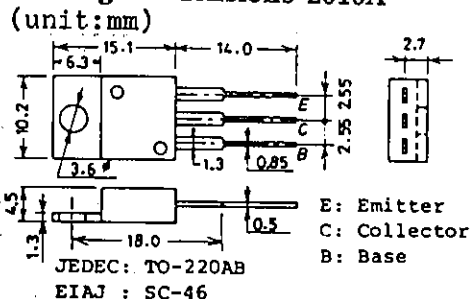 (unit:mm)
15.1
14.0
2.7
6.3
10.2
E
C
B
2.55
2.55
3.6
1.3
0.85
4.5
1.3
18.0
0.5
E: Emitter
C: Collector
B: Base
JEDEC: TO-220AB
EIAJ : SC-46